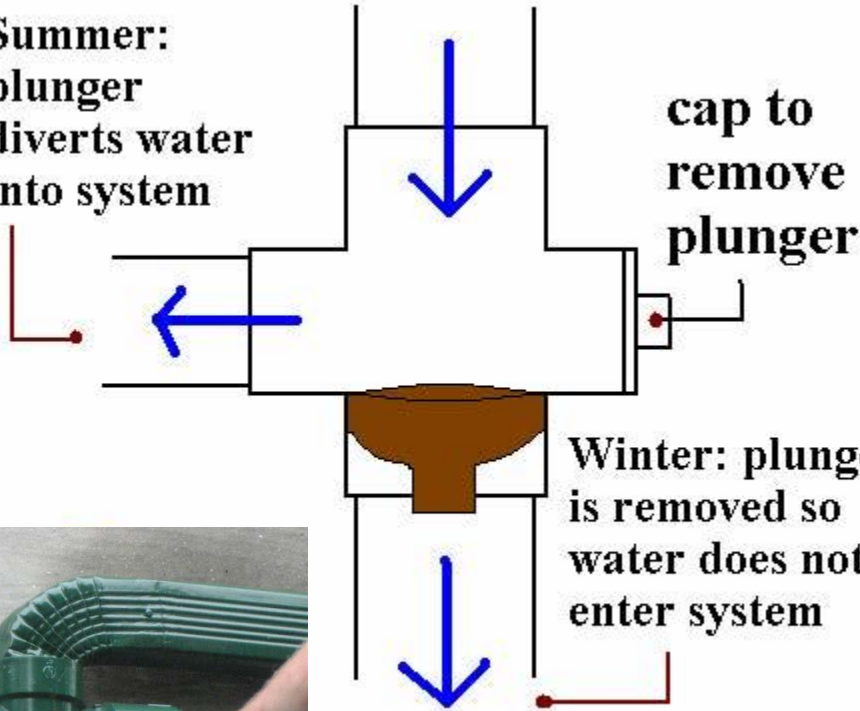 Summer:
plunger
diverts water
into system
cap to
remove
plunger
Winter: plunger
is removed so
water does not
enter system